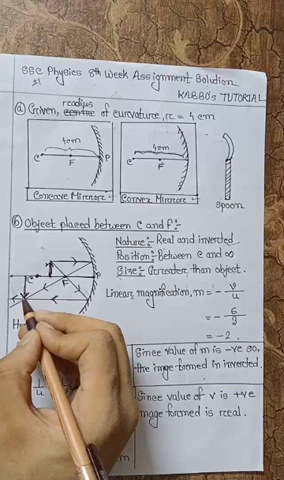 SSC Physics 8th Week Assignment Solution
KABBO's TUTORIAL
ⓐ Given, radius of curvature, r = 4 cm
4cm
C F P
4cm
C F
Concave Mirror
Convex Mirror
Spoon
ⓑ Object placed between C and F:
Nature:- Real and inverted
Position:- Between C and ∞
Size:- Greater than object.
Linear magnification, m = - v/u
= - 6/3
= -2.
C F
Since value of m is -ve so,
the image formed in inverted.
Since value of v is +ve
image formed is real.